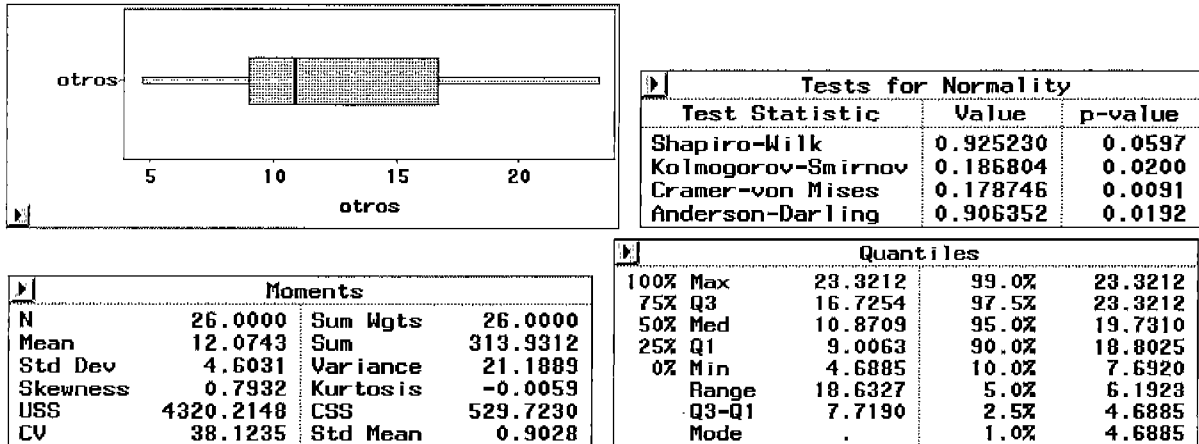 otros
5 10 15 20
otros
Tests for Normality
Test Statistic Value p-value
Shapiro-Wilk 0.925230 0.0597
Kolmogorov-Smirnov 0.186804 0.0200
Cramer-von Mises 0.178746 0.0091
Anderson-Darling 0.906352 0.0192
Moments
N 26.0000 Sum Wgts 26.0000
Mean 12.0743 Sum 313.9312
Std Dev 4.6031 Variance 21.1889
Skewness 0.7932 Kurtosis -0.0059
USS 4320.2148 CSS 529.7230
CV 38.1235 Std Mean 0.9028
Quantiles
100% Max 23.3212 99.0% 23.3212
75% Q3 16.7254 97.5% 23.3212
50% Med 10.8709 95.0% 19.7310
25% Q1 9.0063 90.0% 18.8025
0% Min 4.6885 10.0% 7.6920
Range 18.6327 5.0% 6.1923
Q3-Q1 7.7190 2.5% 4.6885
Mode . 1.0% 4.6885